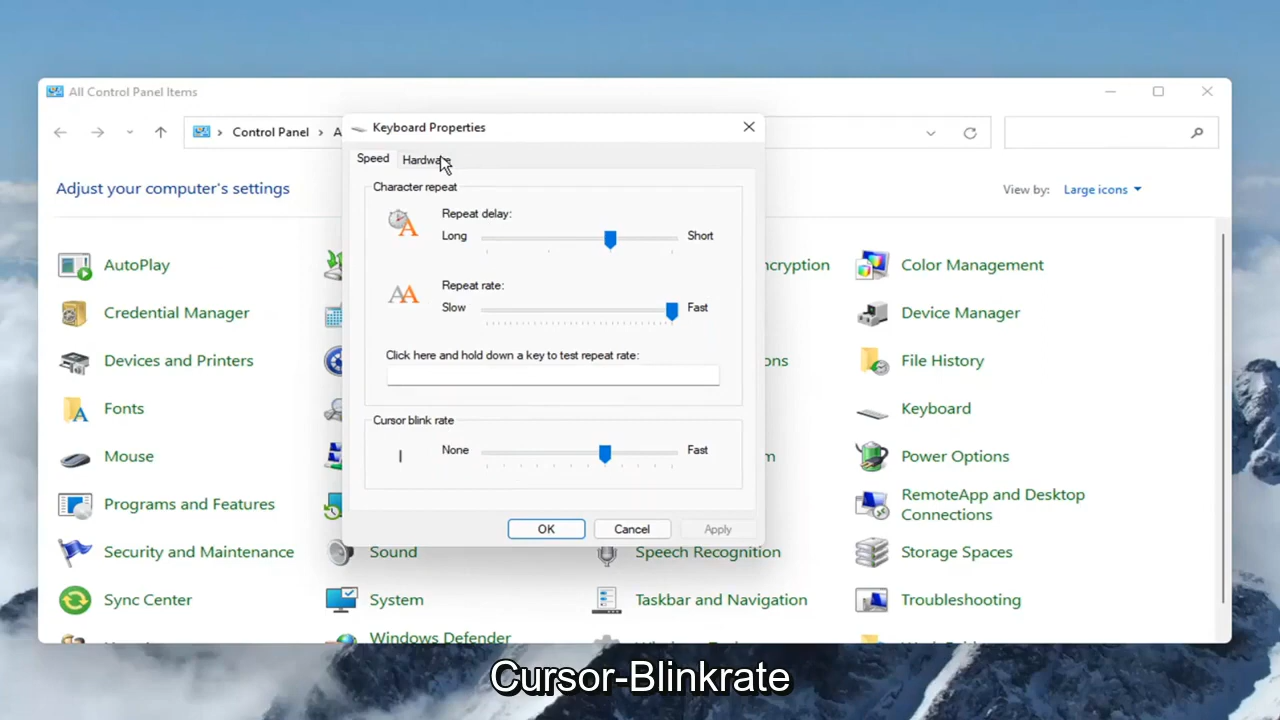 All Control Panel Items
Control Panel
A
Adjust your computer's settings
View by: Large icons
Keyboard Properties
Speed
Hardware
Character repeat
Repeat delay:
Long
Short
Repeat rate:
Slow
Fast
Click here and hold down a key to test repeat rate:
Cursor blink rate
None
Fast
OK
Cancel
Apply
AutoPlay
ncryption
Color Management
Credential Manager
Device Manager
Devices and Printers
ons
File History
Fonts
Keyboard
Mouse
m
Power Options
Programs and Features
RemoteApp and Desktop
Connections
Security and Maintenance
Sound
Speech Recognition
Storage Spaces
Sync Center
System
Taskbar and Navigation
Troubleshooting
Windows Defender
Cursor-Blinkrate